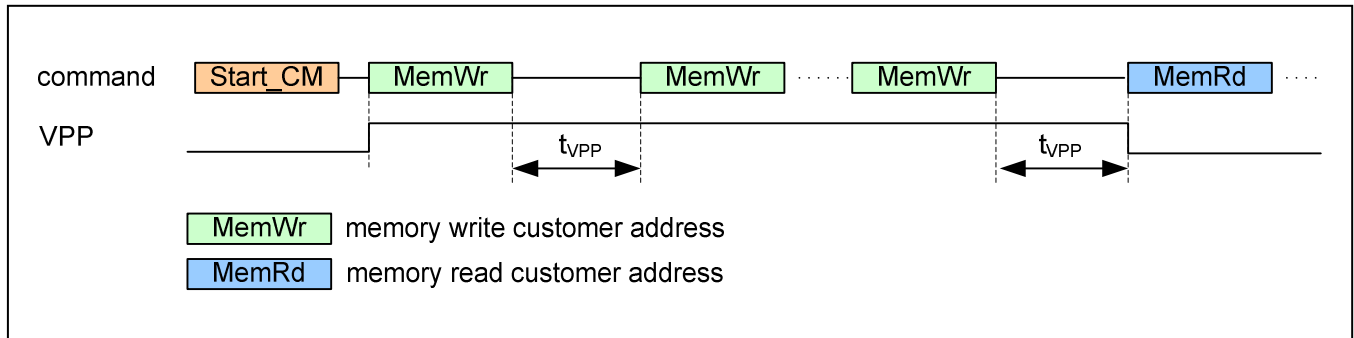 command Start_CM MemWr MemWr ...... MemWr MemRd ....
VPP
tVPP tVPP
MemWr memory write customer address
MemRd memory read customer address